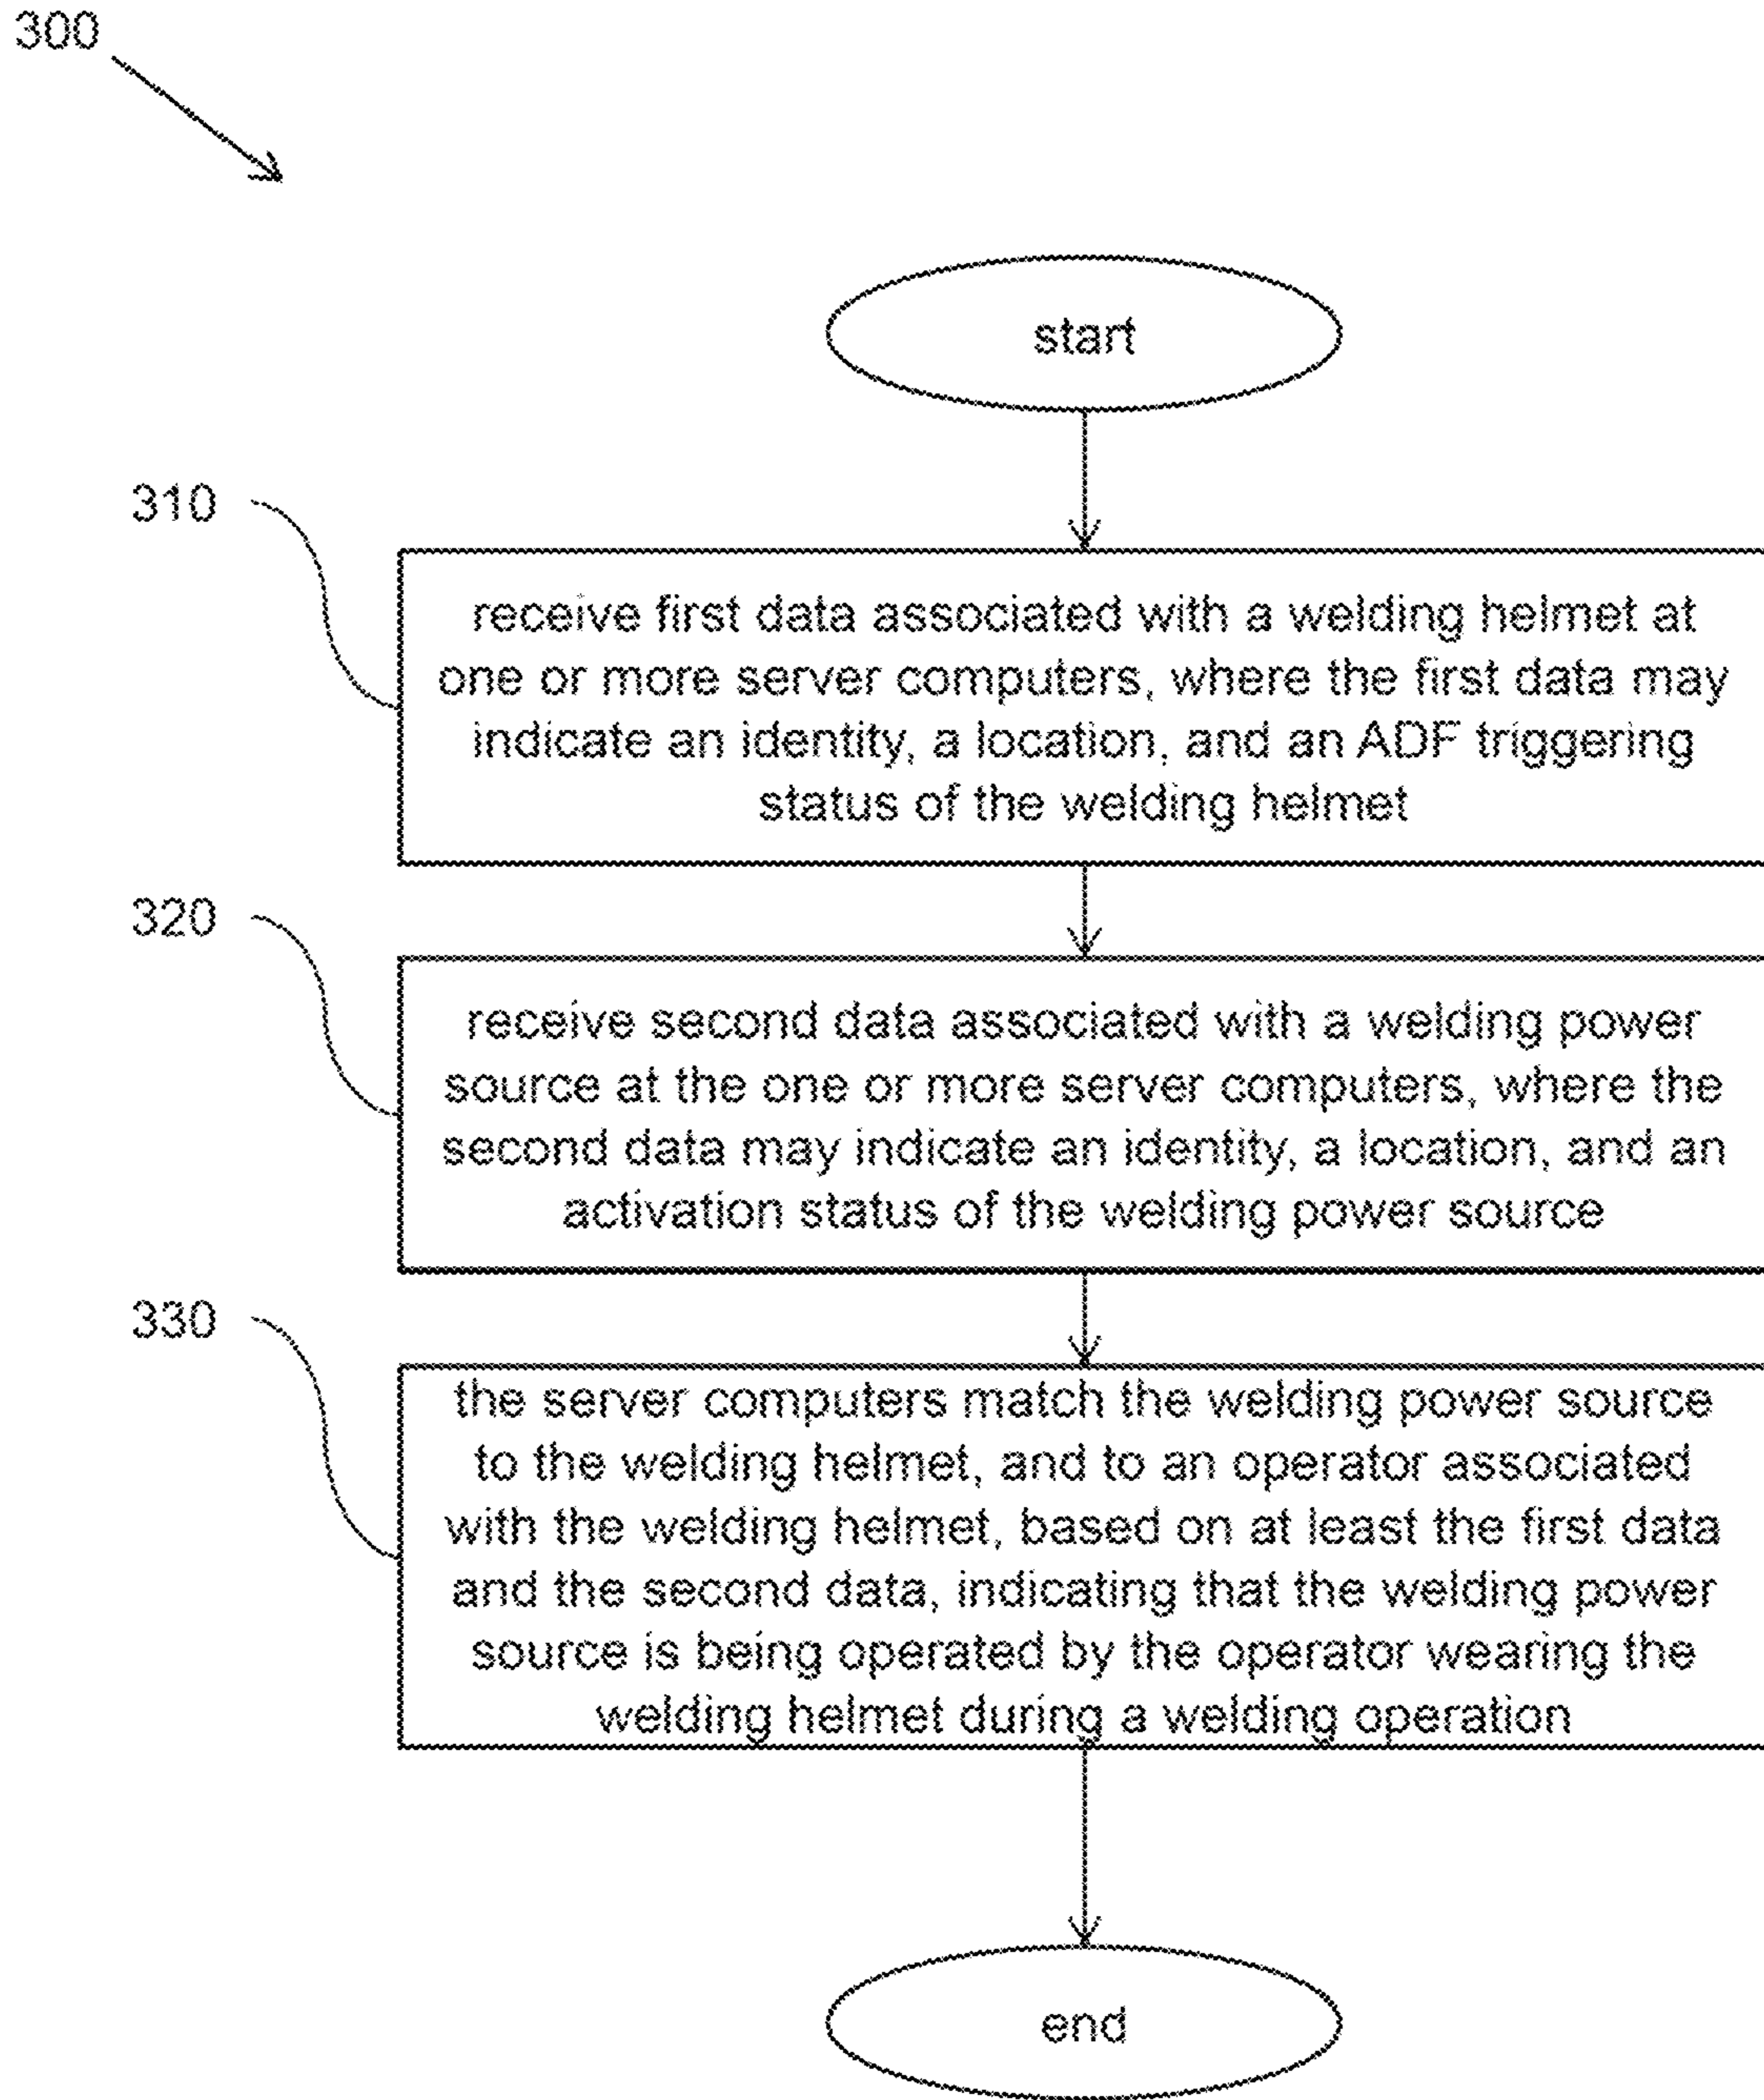 300
start
310
receive first data associated with a welding helmet at
one or more server computers, where the first data may
indicate an identity, a location, and an ADF triggering
status of the welding helmet
320
receive second data associated with a welding power
source at the one or more server computers, where the
second data may indicate an identity, a location, and an
activation status of the welding power source
330
the server computers match the welding power source
to the welding helmet, and to an operator associated
with the welding helmet, based on at least the first data
and the second data, indicating that the welding power
source is being operated by the operator wearing the
welding helmet during a welding operation
end